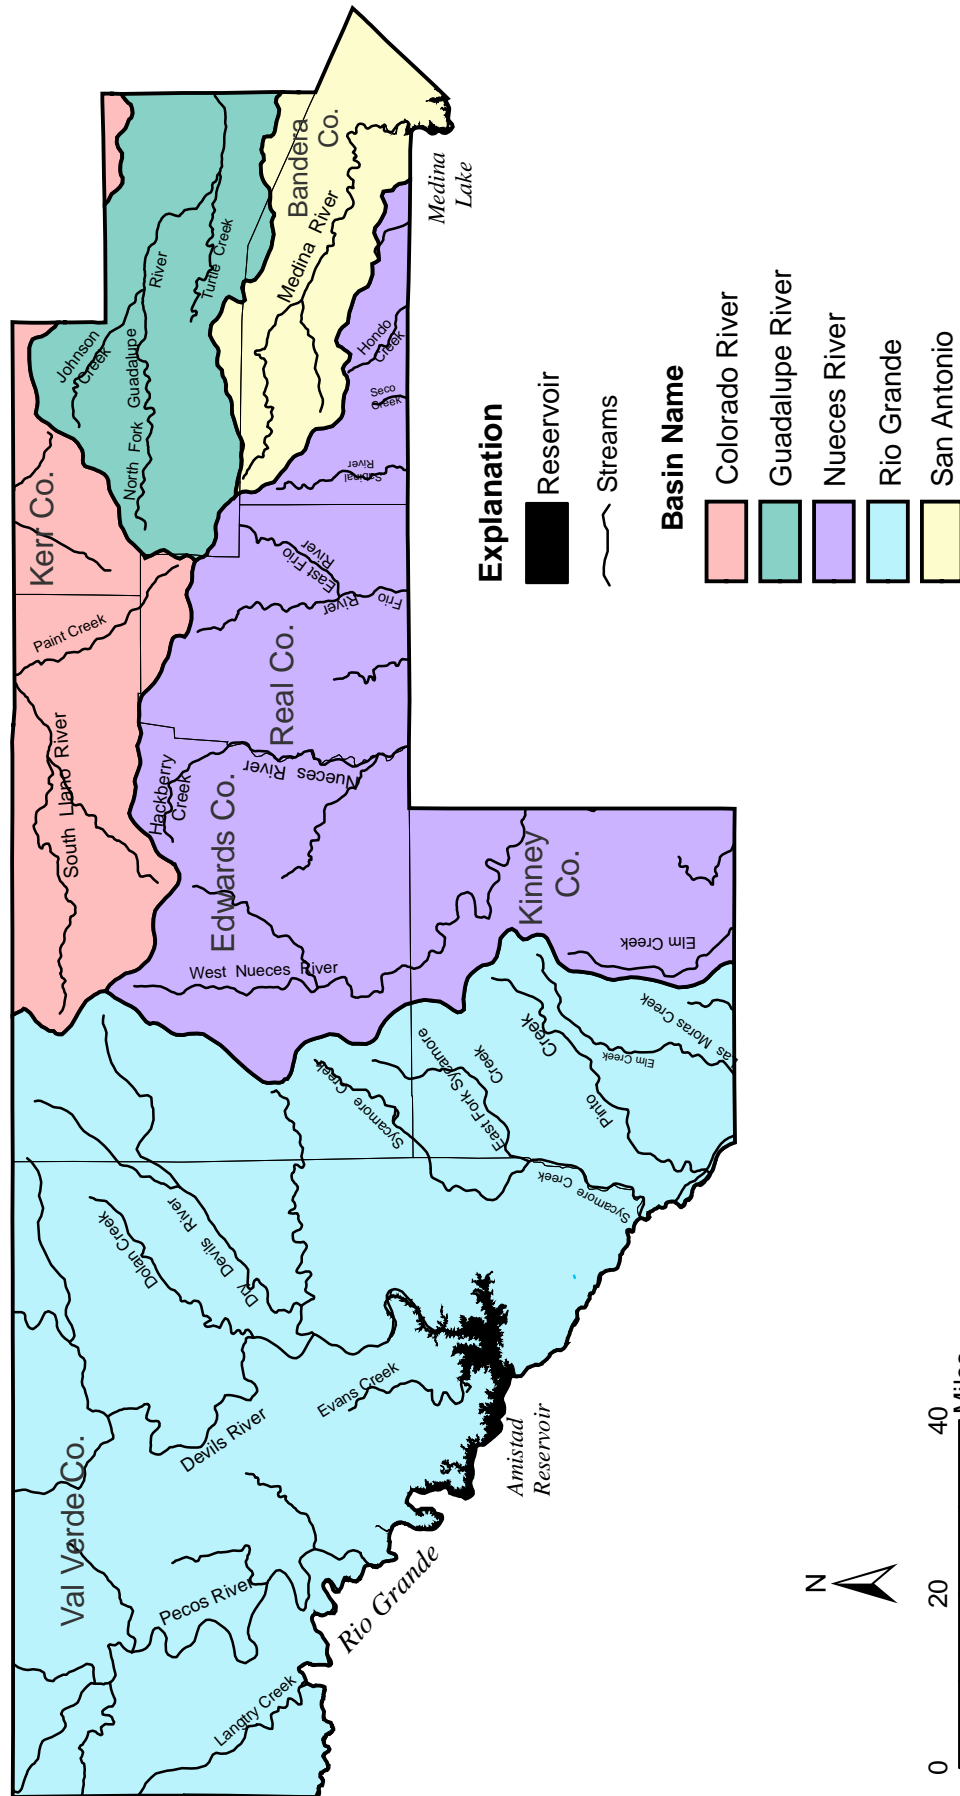 Kerr Co.
Johnson
Creek
North Fork Guadalupe
River
Turtle Creek
Bandera
Co.
Medina River
Medina
Lake
Hondo
Creek
Seco
Creek
Sabinal
River
Paint Creek
South Llano River
East Frio
River
Frio
River
Real Co.
Hackberry
Creek
Nueces
River
Edwards Co.
West Nueces River
Kinney
Co.
Elm Creek
Las Moras Creek
Elm Creek
Pinto
Creek
East Fork Sycamore
Creek
Sycamore Creek
Sycamore Creek
Dolan Creek
Dry Devils River
Val Verde Co.
Devils River
Evans Creek
Amistad
Reservoir
Pecos River
Langtry Creek
Rio Grande
Explanation
Reservoir
Streams
Basin Name
Colorado River
Guadalupe River
Nueces River
Rio Grande
San Antonio
N
0 20 40
Miles